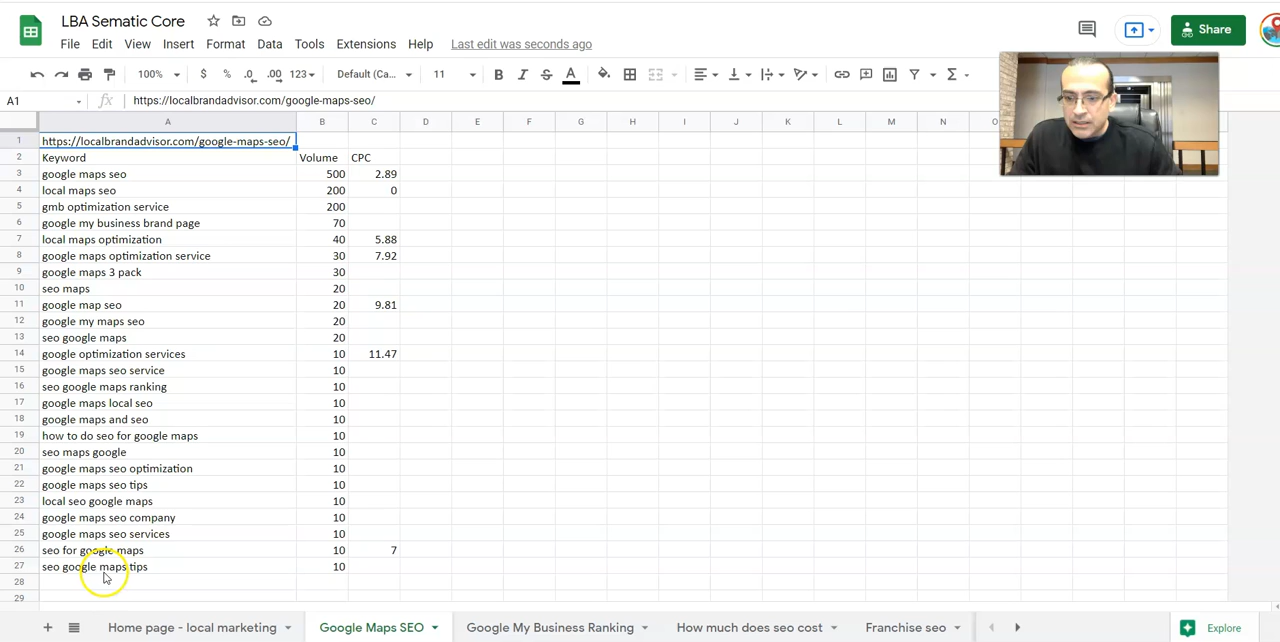 LBA Sematic Core
File Edit View Insert Format Data Tools Extensions Help Last edit was seconds ago
Share
100% $ % .0 .00 123 Default (Ca... 11 B I S A Σ
A1 fx https://localbrandadvisor.com/google-maps-seo/
A B C D E F G H I J K L M N O
1 https://localbrandadvisor.com/google-maps-seo/
2 Keyword Volume CPC
3 google maps seo 500 2.89
4 local maps seo 200 0
5 gmb optimization service 200
6 google my business brand page 70
7 local maps optimization 40 5.88
8 google maps optimization service 30 7.92
9 google maps 3 pack 30
10 seo maps 20
11 google map seo 20 9.81
12 google my maps seo 20
13 seo google maps 20
14 google optimization services 10 11.47
15 google maps seo service 10
16 seo google maps ranking 10
17 google maps local seo 10
18 google maps and seo 10
19 how to do seo for google maps 10
20 seo maps google 10
21 google maps seo optimization 10
22 google maps seo tips 10
23 local seo google maps 10
24 google maps seo company 10
25 google maps seo services 10
26 seo for google maps 10 7
27 seo google maps tips 10
28
29
Home page - local marketing Google Maps SEO Google My Business Ranking How much does seo cost Franchise seo Explore